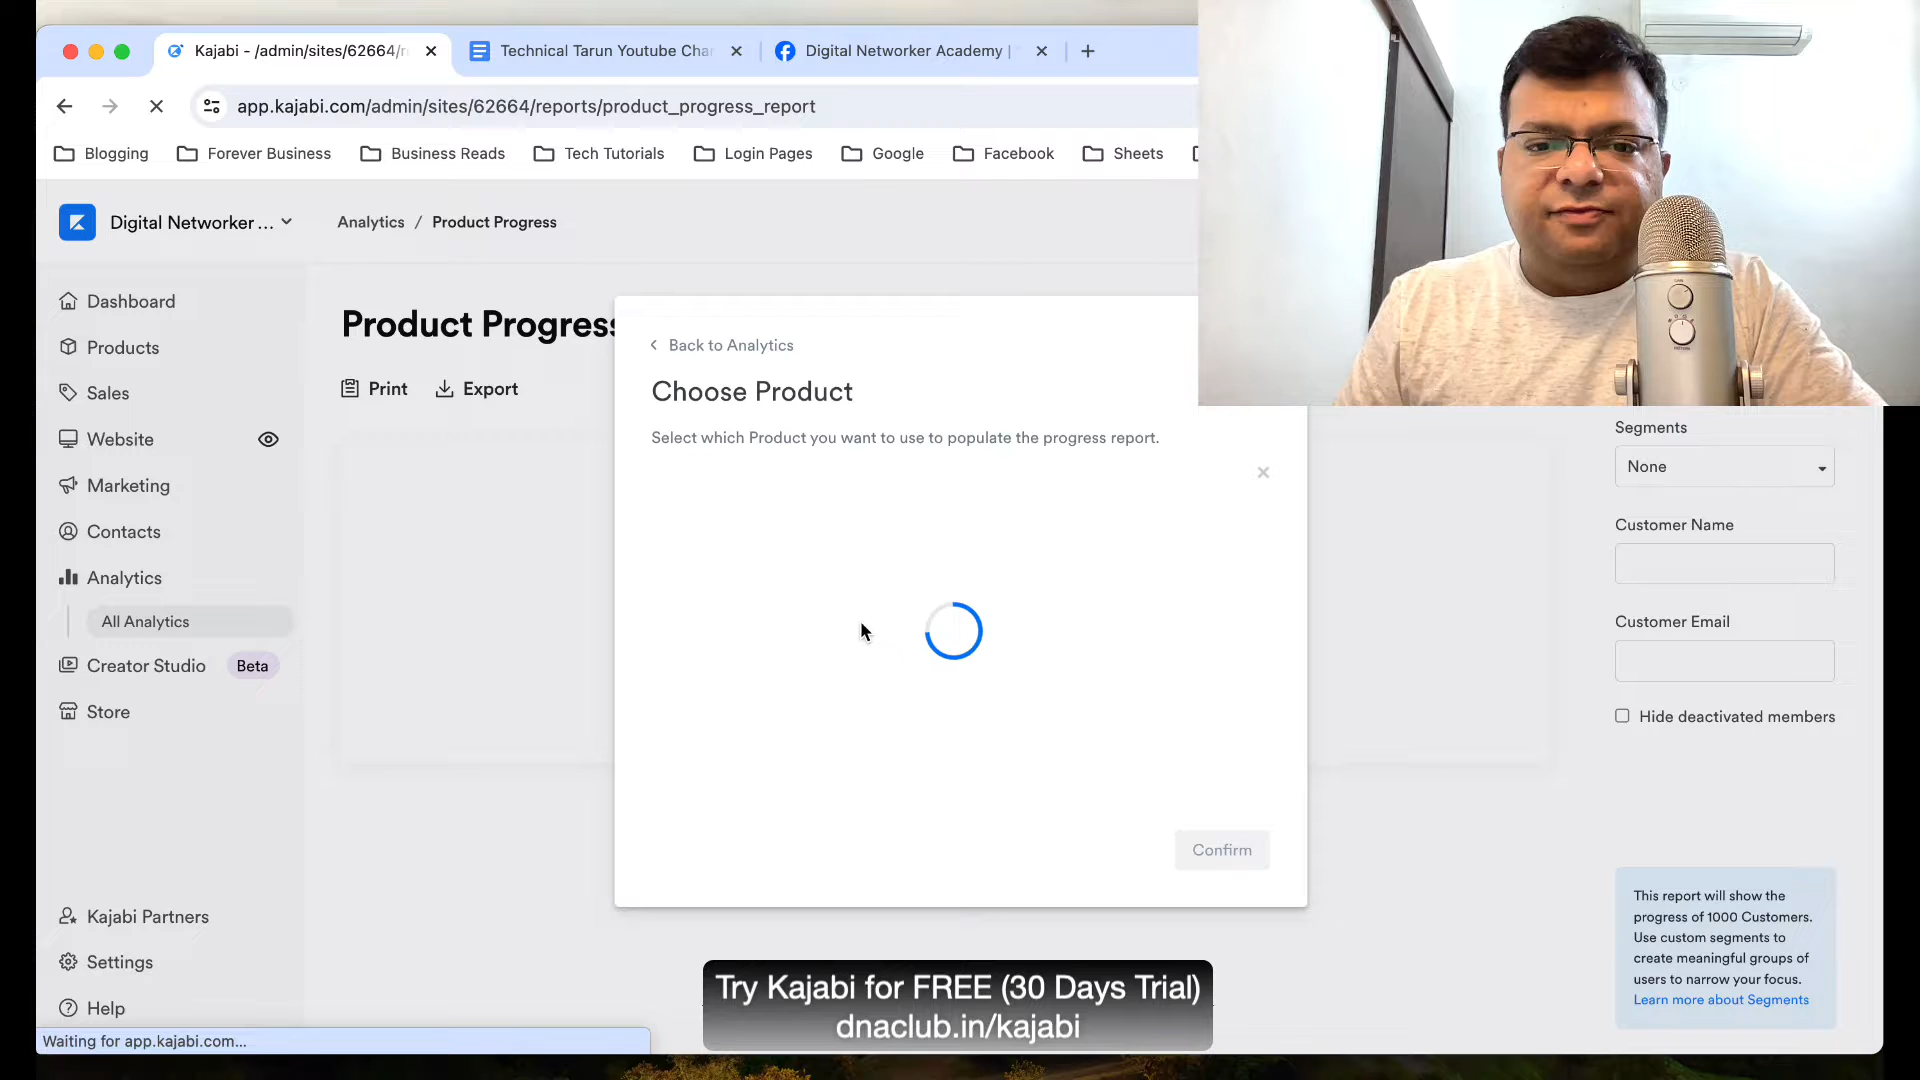 Kajabi - /admin/sites/62664/r
Technical Tarun Youtube Cha
Digital Networker Academy |
app.kajabi.com/admin/sites/62664/reports/product_progress_report
Blogging
Forever Business
Business Reads
Tech Tutorials
Login Pages
Google
Facebook
Sheets
Digital Networker ...
Analytics / Product Progress
Dashboard
Products
Sales
Website
Marketing
Contacts
Analytics
All Analytics
Creator Studio Beta
Store
Kajabi Partners
Settings
Help
Product Progress
Print
Export
Back to Analytics
Choose Product
Select which Product you want to use to populate the progress report.
Confirm
Segments
None
Customer Name
Customer Email
Hide deactivated members
This report will show the
progress of 1000 Customers.
Use custom segments to
create meaningful groups of
users to narrow your focus.
Learn more about Segments
Try Kajabi for FREE (30 Days Trial)
dnaclub.in/kajabi
Waiting for app.kajabi.com...